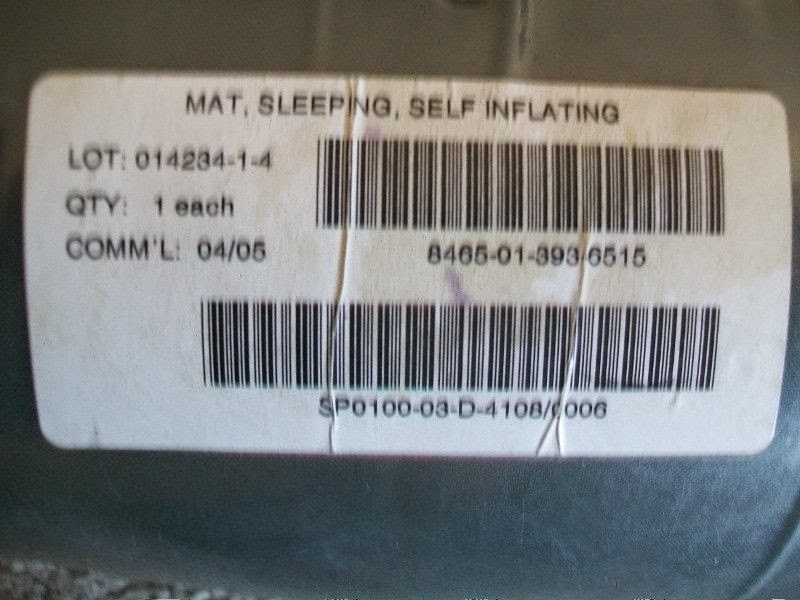 MAT, SLEEPING, SELF INFLATING
LOT: 014234-1-4
QTY: 1 each
COMM'L: 04/05
8465-01-393-6515
SP0100-03-D-4108/0006